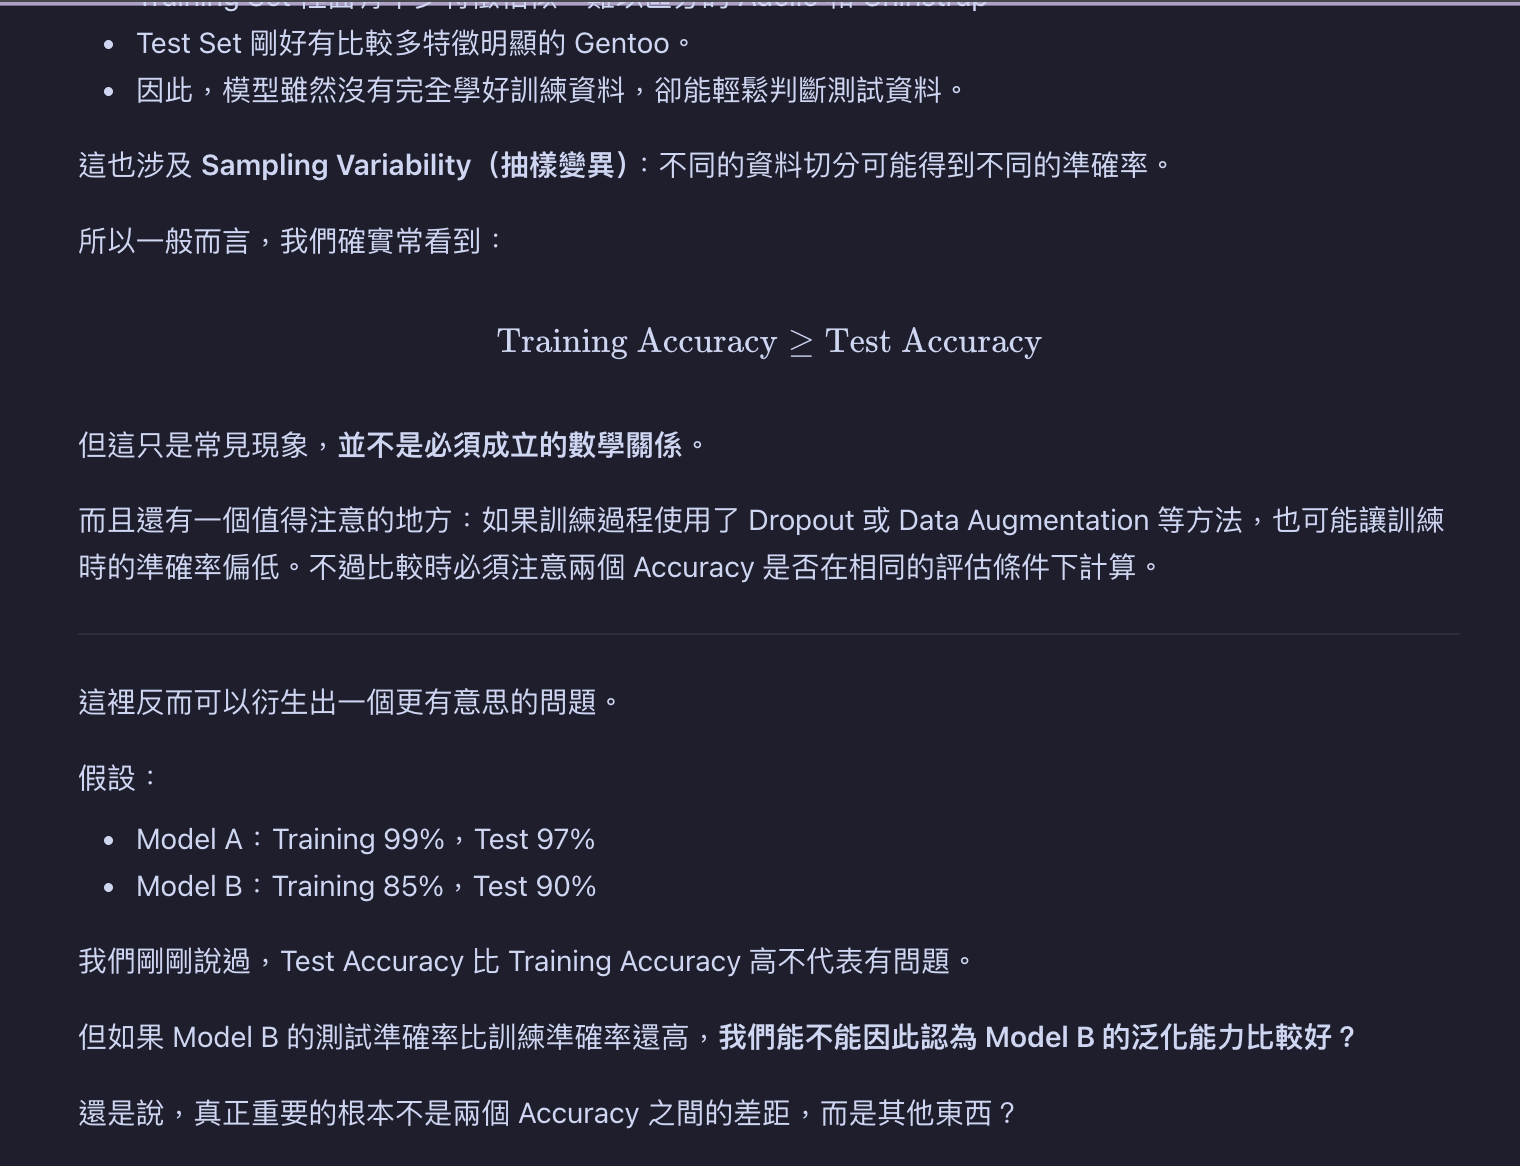 Test Set 剛好有比較多特徵明顯的 Gentoo。
因此，模型雖然沒有完全學好訓練資料，卻能輕鬆判斷測試資料。
這也涉及 Sampling Variability（抽樣變異）：不同的資料切分可能得到不同的準確率。
所以一般而言，我們確實常看到：
Training Accuracy ≥ Test Accuracy
但這只是常見現象，並不是必須成立的數學關係。
而且還有一個值得注意的地方：如果訓練過程使用了 Dropout 或 Data Augmentation 等方法，也可能讓訓練
時的準確率偏低。不過比較時必須注意兩個 Accuracy 是否在相同的評估條件下計算。
這裡反而可以衍生出一個更有意思的問題。
假設：
Model A：Training 99%，Test 97%
Model B：Training 85%，Test 90%
我們剛剛說過，Test Accuracy 比 Training Accuracy 高不代表有問題。
但如果 Model B 的測試準確率比訓練準確率還高，我們能不能因此認為 Model B 的泛化能力比較好？
還是說，真正重要的根本不是兩個 Accuracy 之間的差距，而是其他東西？